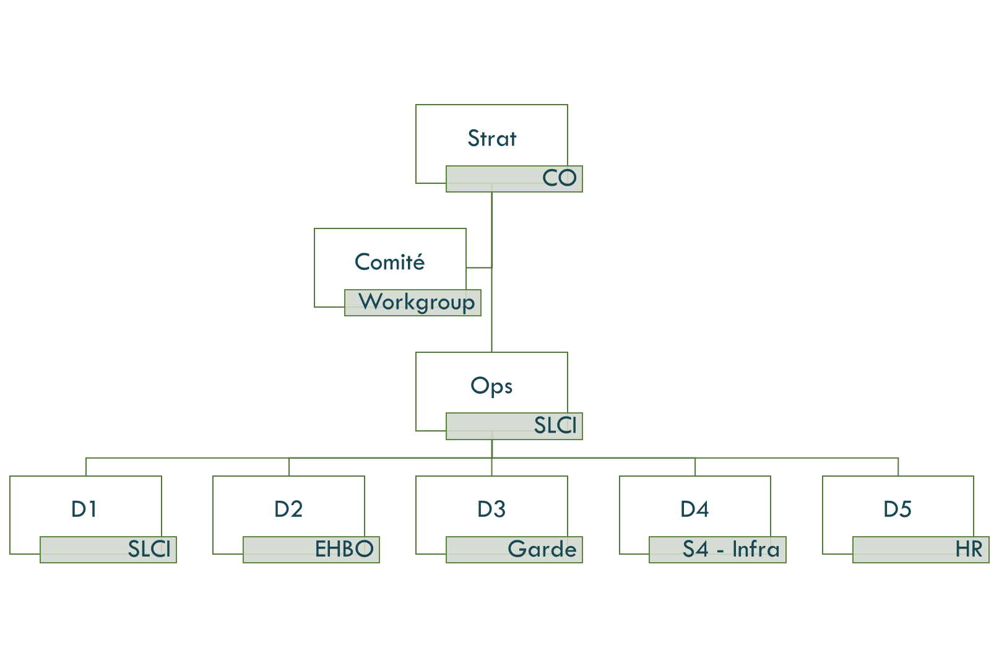 Strat
CO
Comité
Workgroup
Ops
SLCI
D1
SLCI
D2
EHBO
D3
Garde
D4
S4 - Infra
D5
HR